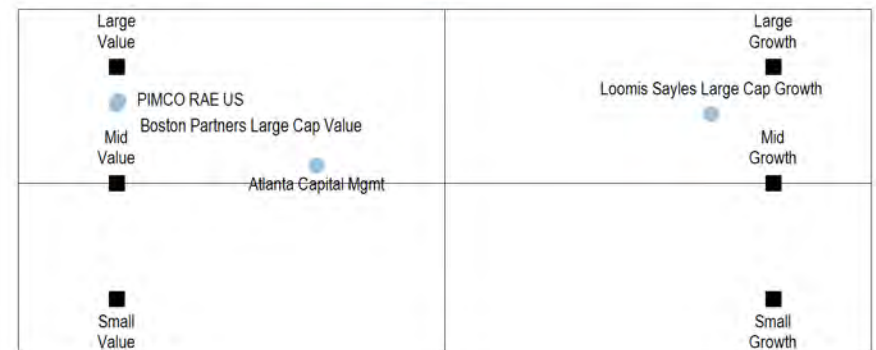 Large
Value
Large
Growth
Loomis Sayles Large Cap Growth
PIMCO RAE US
Boston Partners Large Cap Value
Mid
Value
Mid
Growth
Atlanta Capital Mgmt
Small
Value
Small
Growth